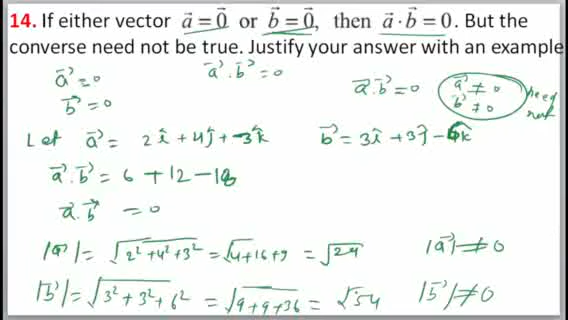 14. If either vector a⃗ = 0⃗ or b⃗ = 0⃗, then a⃗ · b⃗ = 0. But the
converse need not be true. Justify your answer with an example
a⃗ = 0 a⃗ . b⃗ = 0 a⃗ . b⃗ = 0 a⃗ ≠ 0 need
b⃗ = 0 b⃗ ≠ 0 not
Let a⃗ = 2î + 4ĵ + 3k̂ b⃗ = 3î + 3ĵ - 6k̂
a⃗ . b⃗ = 6 + 12 - 18
a⃗ . b⃗ = 0
|a⃗| = √2² + 4² + 3² = √4 + 16 + 9 = √29 |a⃗| ≠ 0
|b⃗| = √3² + 3² + 6² = √9 + 9 + 36 = √54 |b⃗| ≠ 0